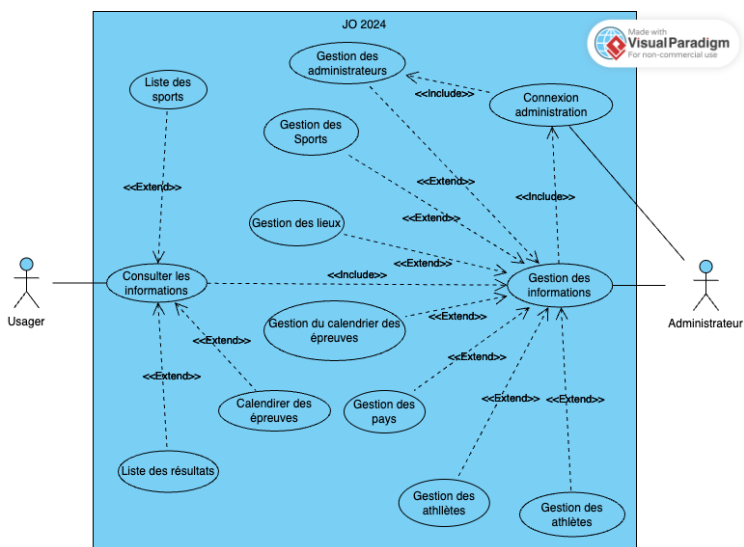 JO 2024
Made with
VisualParadigm
For non-commercial use
Gestion des
administrateurs
Liste des
sports
<<Include>>
Connexion
administration
Gestion des
Sports
<<Extend>>
<<Extend>>
<<Extend>>
<<Include>>
Gestion des lieux
<<Extend>>
Consulter les
informations
<<Include>>
Gestion des
informations
Usager
Administrateur
Gestion du calendrier des
épreuves
<<Extend>>
<<Extend>>
<<Extend>>
<<Extend>>
<<Extend>>
<<Extend>>
Calendirer des
épreuves
Gestion des
pays
Liste des résultats
Gestion des
athllètes
Gestion des
athlètes